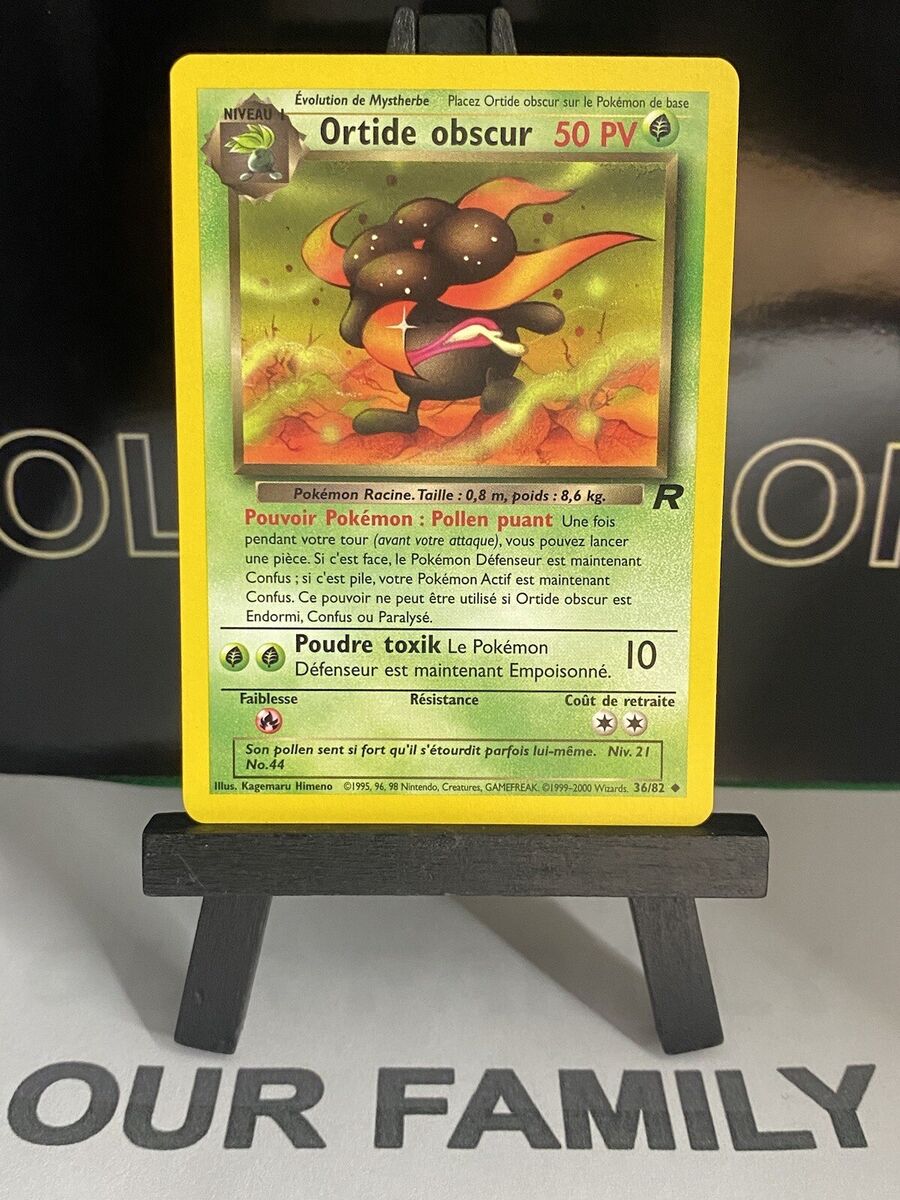 Évolution de Mystherbe Placez Ortide obscur sur le Pokémon de base
NIVEAU 1
Ortide obscur 50 PV
Pokémon Racine. Taille : 0,8 m, poids : 8,6 kg.
R
Pouvoir Pokémon : Pollen puant Une fois
pendant votre tour (avant votre attaque), vous pouvez lancer
une pièce. Si c'est face, le Pokémon Défenseur est maintenant
Confus ; si c'est pile, votre Pokémon Actif est maintenant
Confus. Ce pouvoir ne peut être utilisé si Ortide obscur est
Endormi, Confus ou Paralysé.
Poudre toxik Le Pokémon
Défenseur est maintenant Empoisonné. 10
Faiblesse Résistance Coût de retraite
Son pollen sent si fort qu'il s'étourdit parfois lui-même. Niv. 21
No.44
Illus. Kagemaru Himeno ©1995, 96, 98 Nintendo, Creatures, GAMEFREAK. ©1999-2000 Wizards. 36/82
OUR FAMILY